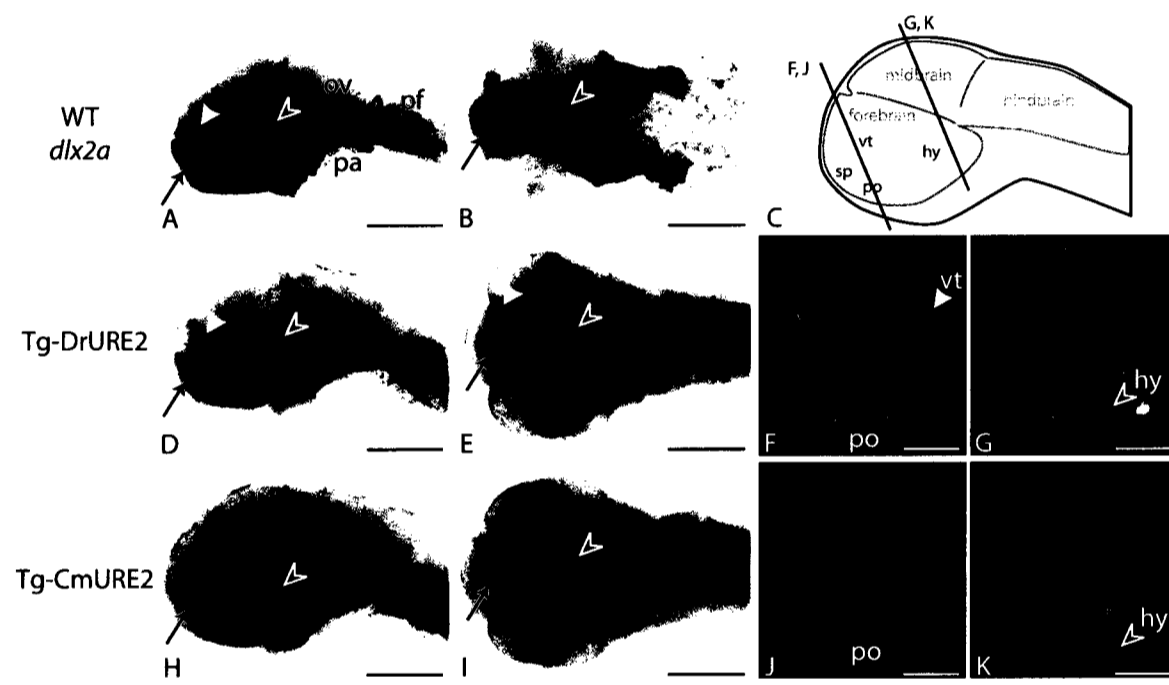 WT
dlx2a
ov
pf
pa
A
B
G, K
F, J
midbrain
hindbrain
forebrain
vt
hy
sp
po
C
Tg-DrURE2
D
E
vt
po
F
hy
G
Tg-CmURE2
H
I
po
J
hy
K